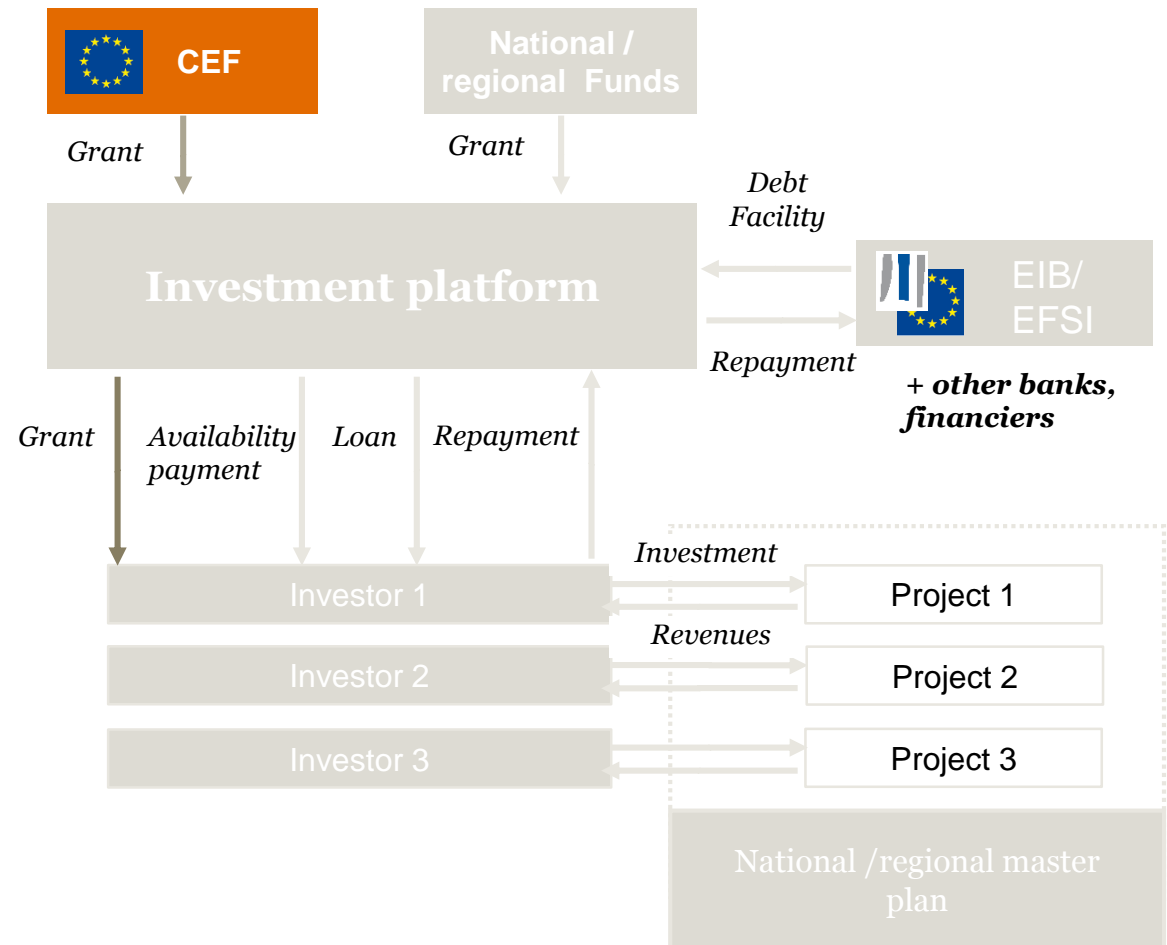 CEF
National /
regional  Funds
Grant
Grant
Debt
Facility
Investment platform
EIB/
EFSI
Repayment
+ other banks,
financiers
Grant
Availability
payment
Loan
Repayment
Investment
Investor 1
Project 1
Revenues
Investor 2
Project 2
Investor 3
Project 3
National /regional master
plan